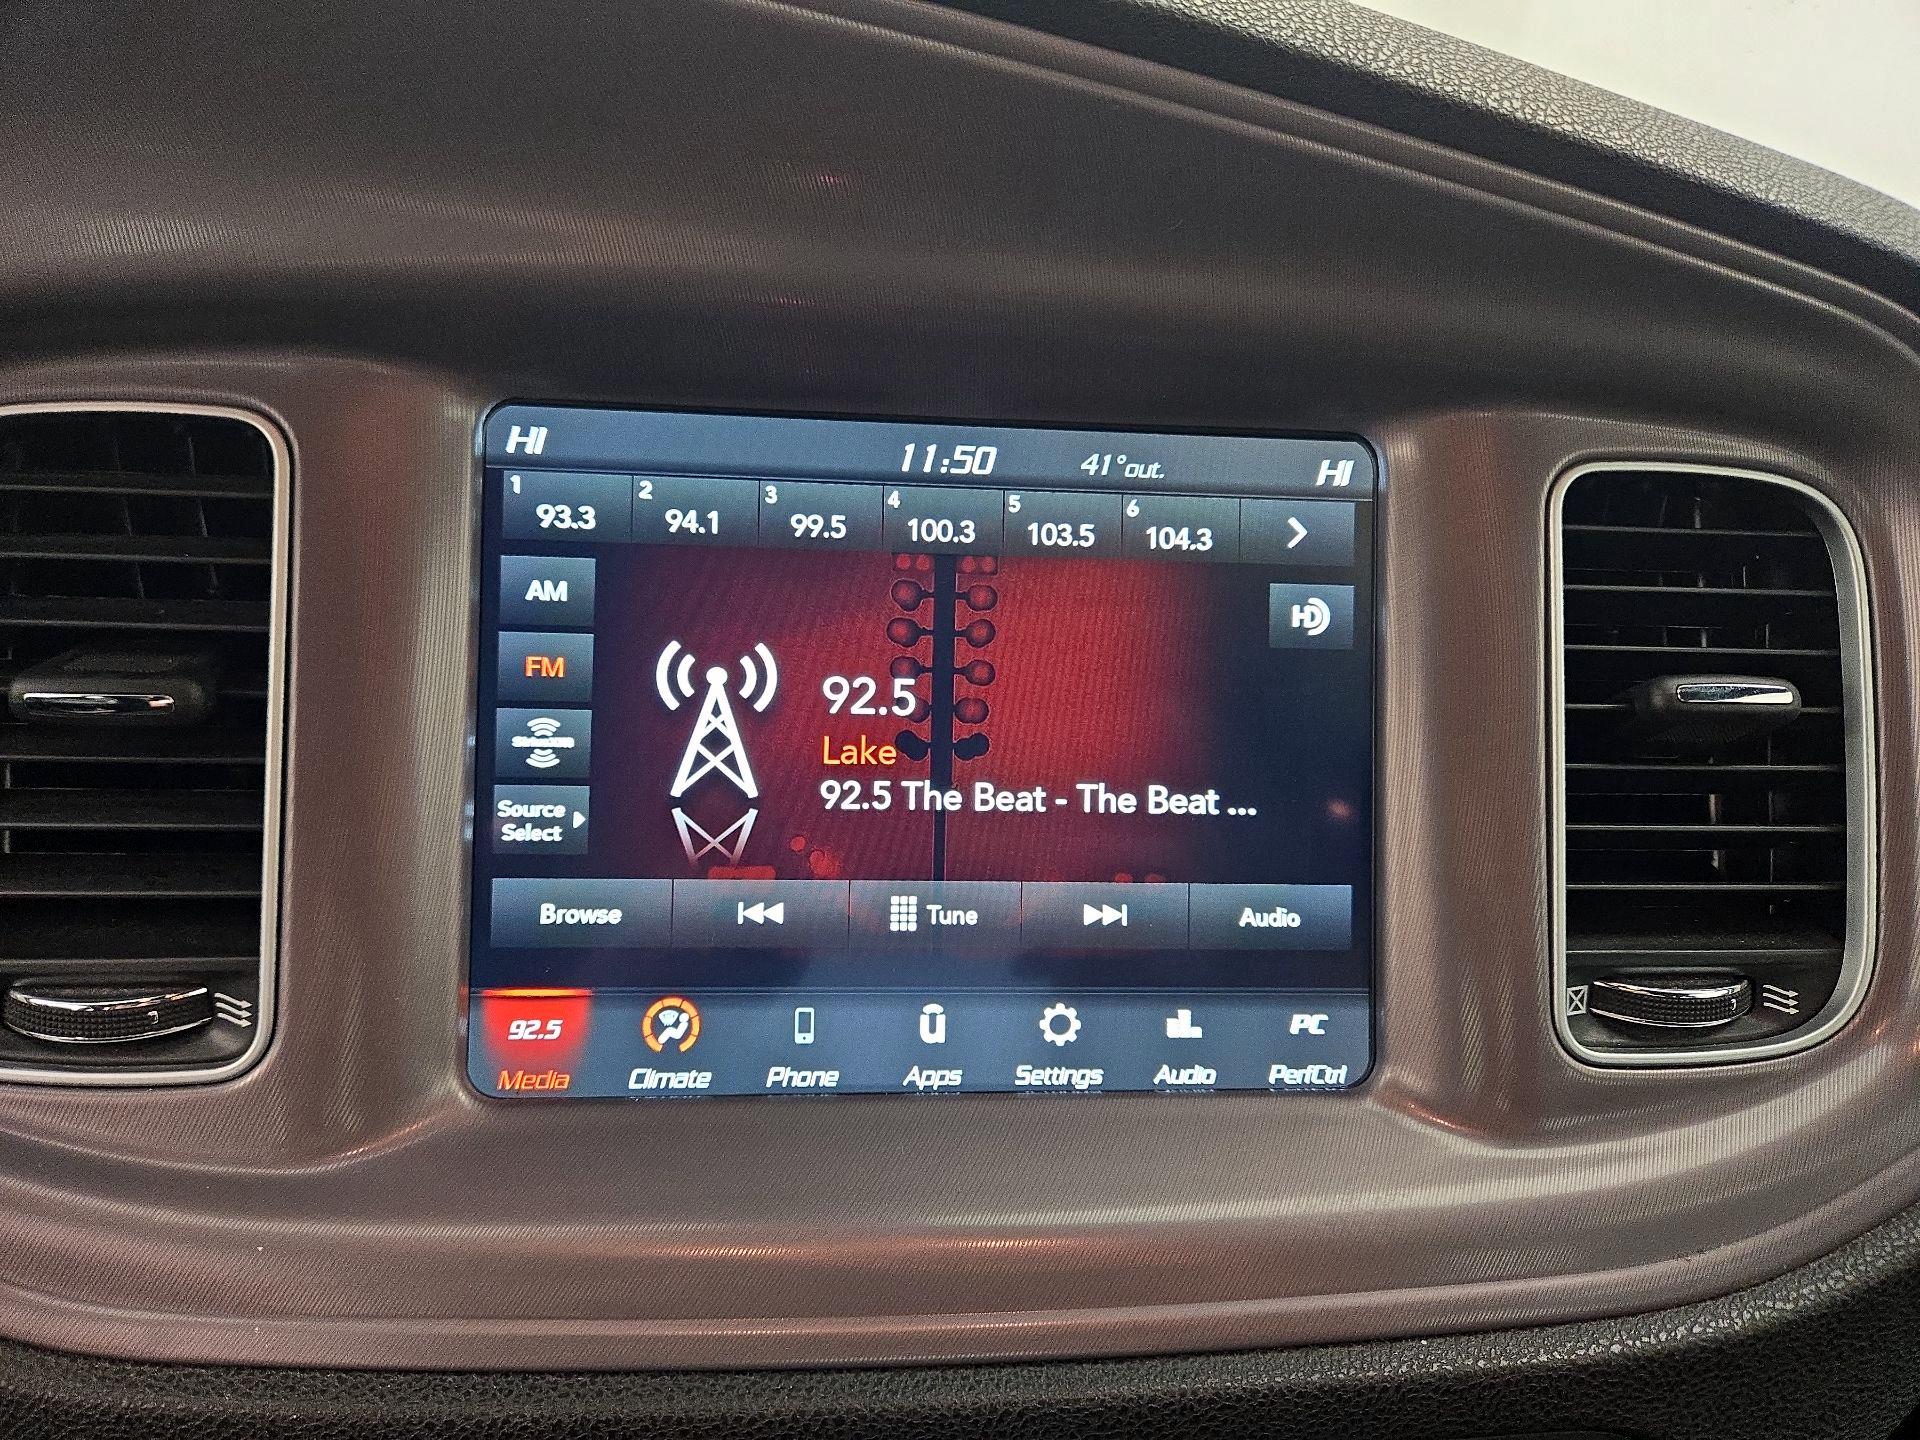 HI 11:50 41° out. HI
1 93.3 2 94.1 3 99.5 4 100.3 5 103.5 6 104.3
AM
HD
FM
92.5
SiriusXM
Lake
92.5 The Beat - The Beat ...
Source
Select
Browse Tune Audio
92.5 PC
Media Climate Phone Apps Settings Audio PerfCtrl